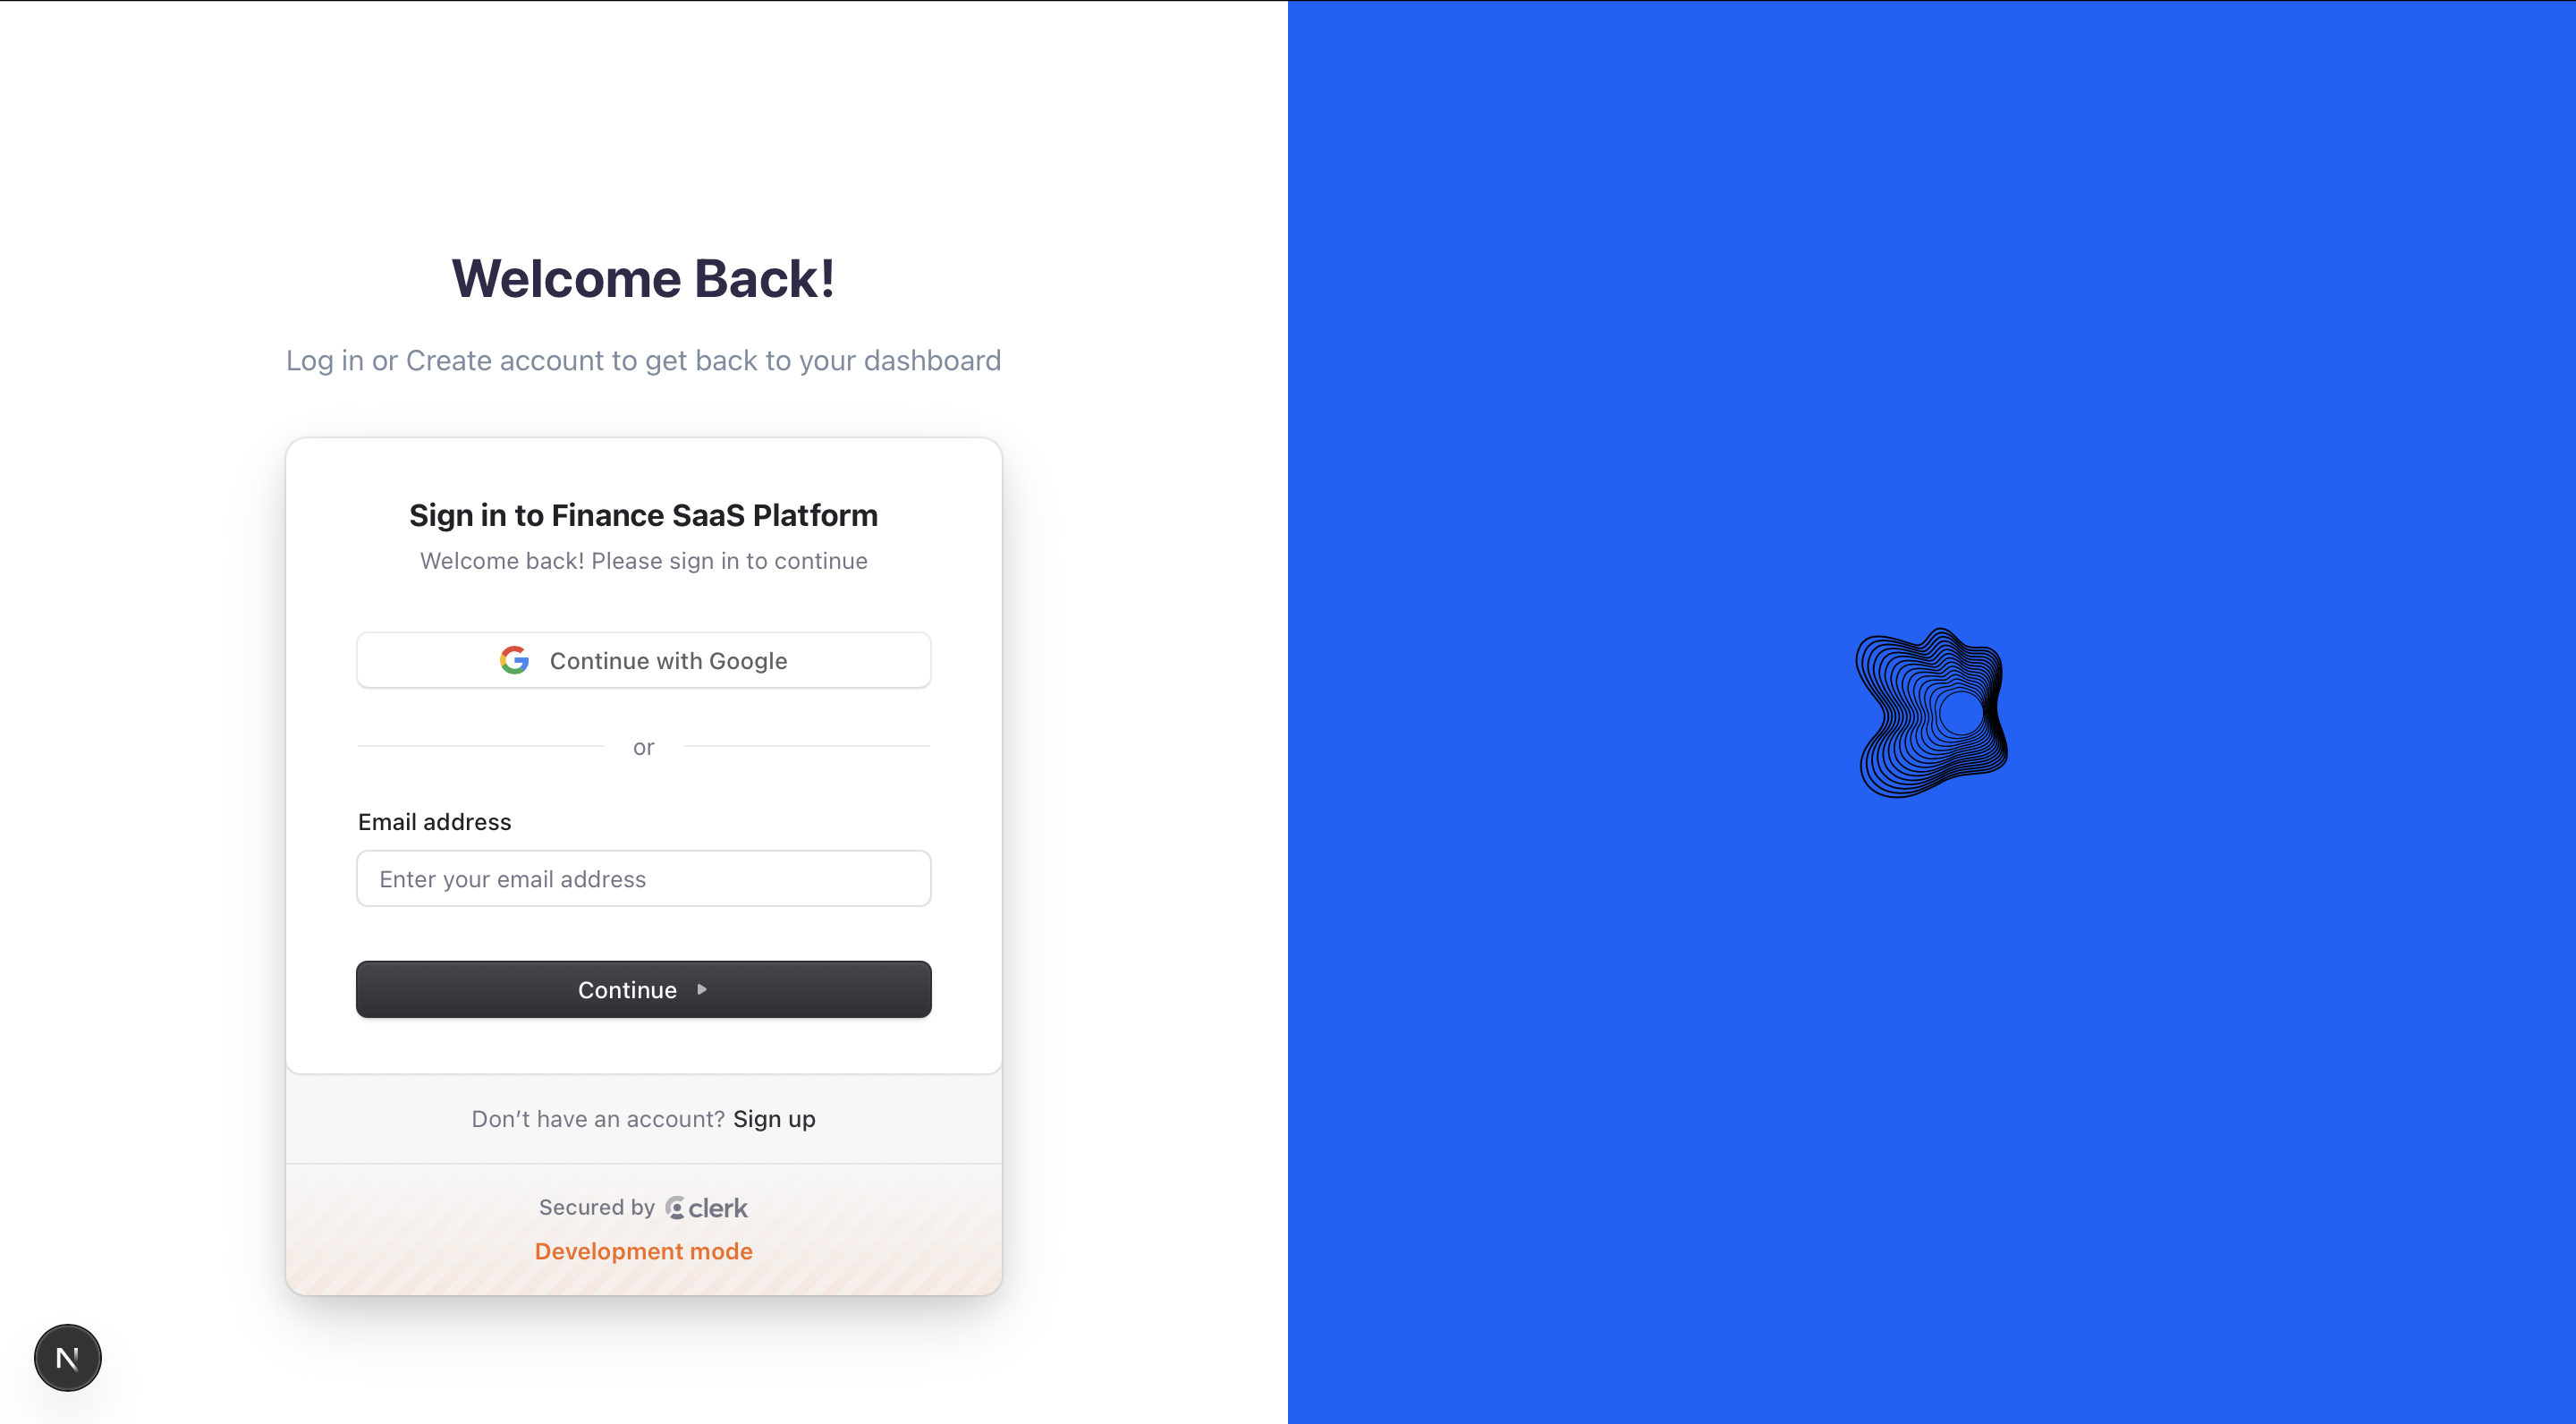 Welcome Back!
Log in or Create account to get back to your dashboard
Sign in to Finance SaaS Platform
Welcome back! Please sign in to continue
Continue with Google
or
Email address
Enter your email address
Continue
Don’t have an account? Sign up
Secured by clerk
Development mode
N